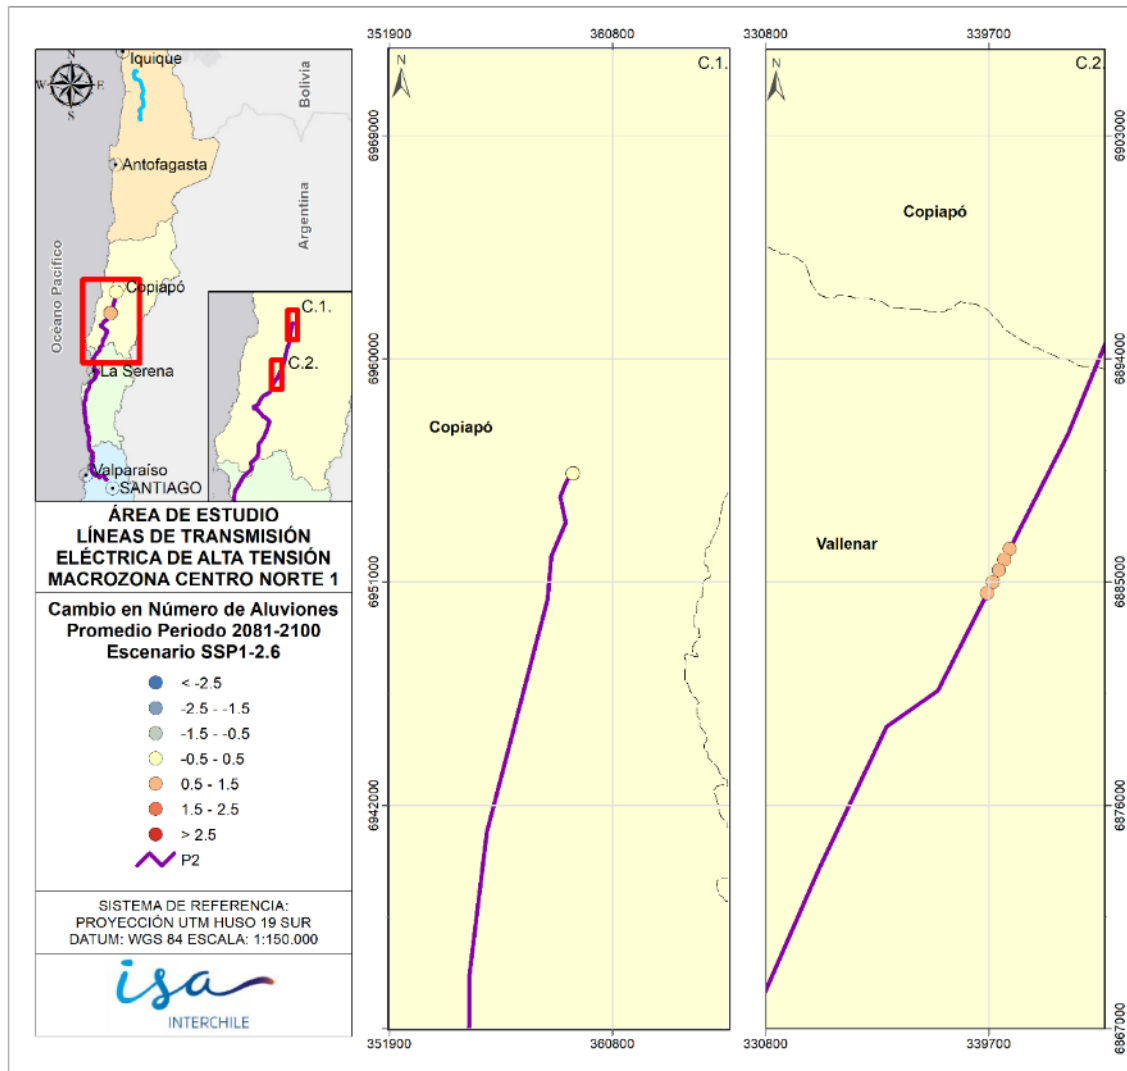 N
W
E
S
Iquique
Bolivia
Antofagasta
Argentina
Océano Pacífico
Copiapó
C.1.
C.2.
La Serena
Valparaíso
SANTIAGO
ÁREA DE ESTUDIO
LÍNEAS DE TRANSMISIÓN
ELÉCTRICA DE ALTA TENSIÓN
MACROZONA CENTRO NORTE 1
Cambio en Número de Aluviones
Promedio Periodo 2081-2100
Escenario SSP1-2.6
< -2.5
-2.5 - -1.5
-1.5 - -0.5
-0.5 - 0.5
0.5 - 1.5
1.5 - 2.5
> 2.5
P2
SISTEMA DE REFERENCIA:
PROYECCIÓN UTM HUSO 19 SUR
DATUM: WGS 84 ESCALA: 1:150.000
isa
INTERCHILE
351900
360800
N
C.1.
6969000
6960000
6951000
6942000
Copiapó
351900
360800
330800
339700
N
C.2.
6903000
6894000
6885000
6876000
6867000
Copiapó
Vallenar
330800
339700